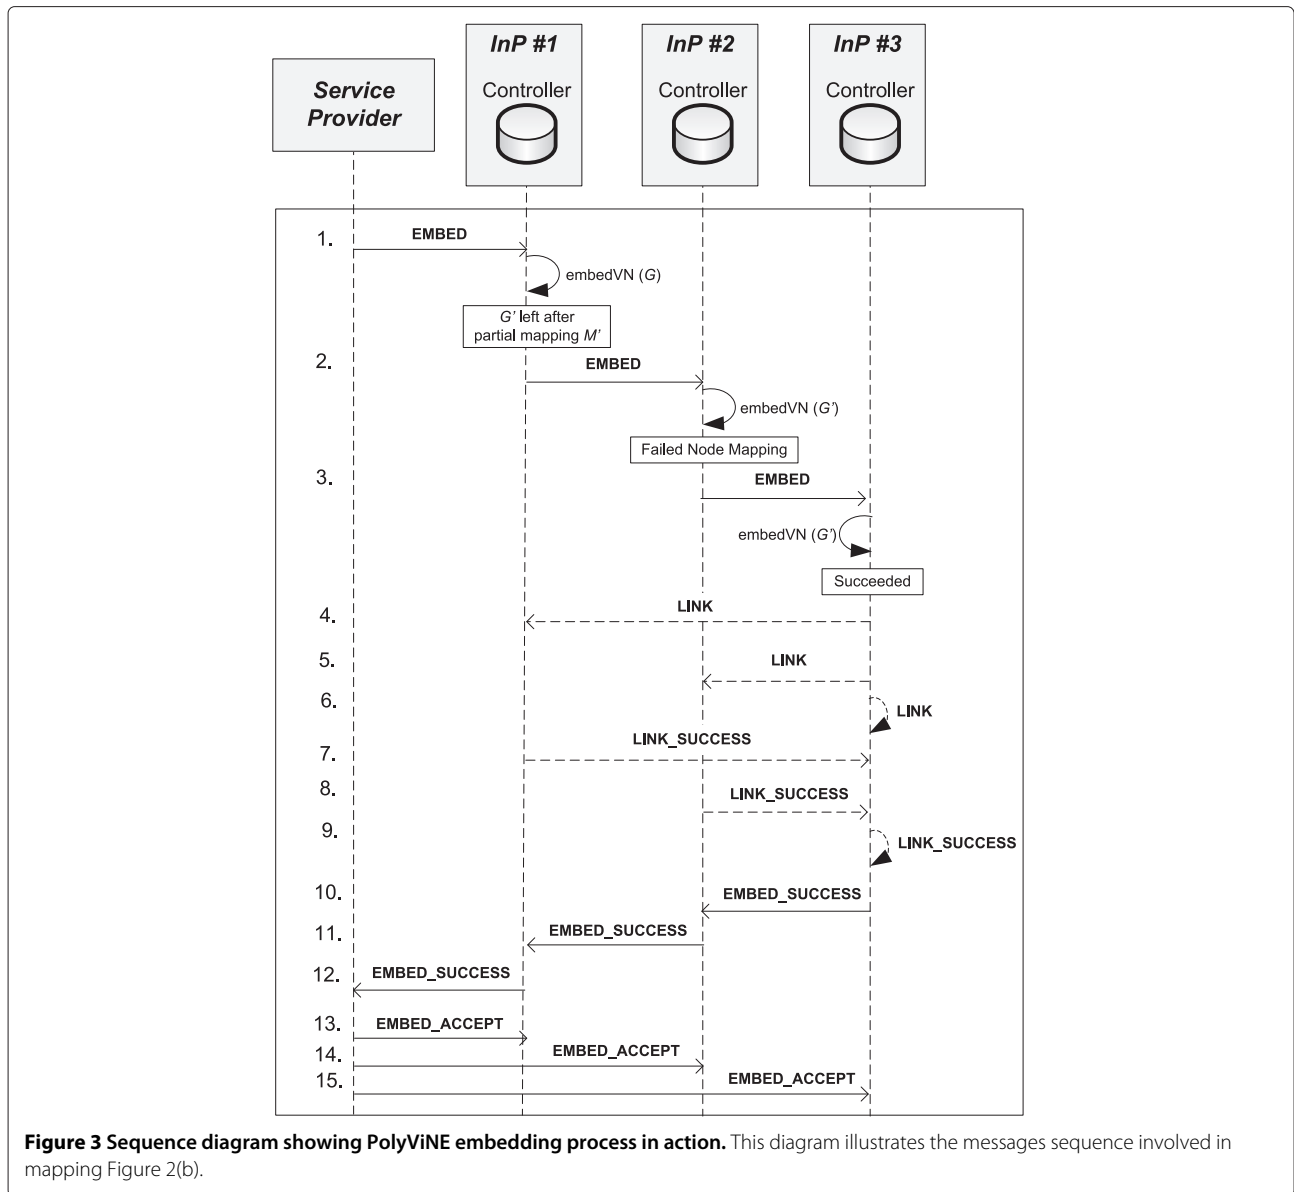 InP #1
InP #2
InP #3
Service
Provider
Controller
Controller
Controller
1.
EMBED
embedVN (G)
G' left after
partial mapping M'
2.
EMBED
embedVN (G')
Failed Node Mapping
3.
EMBED
embedVN (G')
Succeeded
4.
LINK
5.
LINK
6.
LINK
7.
LINK_SUCCESS
8.
LINK_SUCCESS
9.
LINK_SUCCESS
10.
EMBED_SUCCESS
11.
EMBED_SUCCESS
12.
EMBED_SUCCESS
13.
EMBED_ACCEPT
14.
EMBED_ACCEPT
15.
EMBED_ACCEPT
Figure 3 Sequence diagram showing PolyViNE embedding process in action. This diagram illustrates the messages sequence involved in
mapping Figure 2(b).